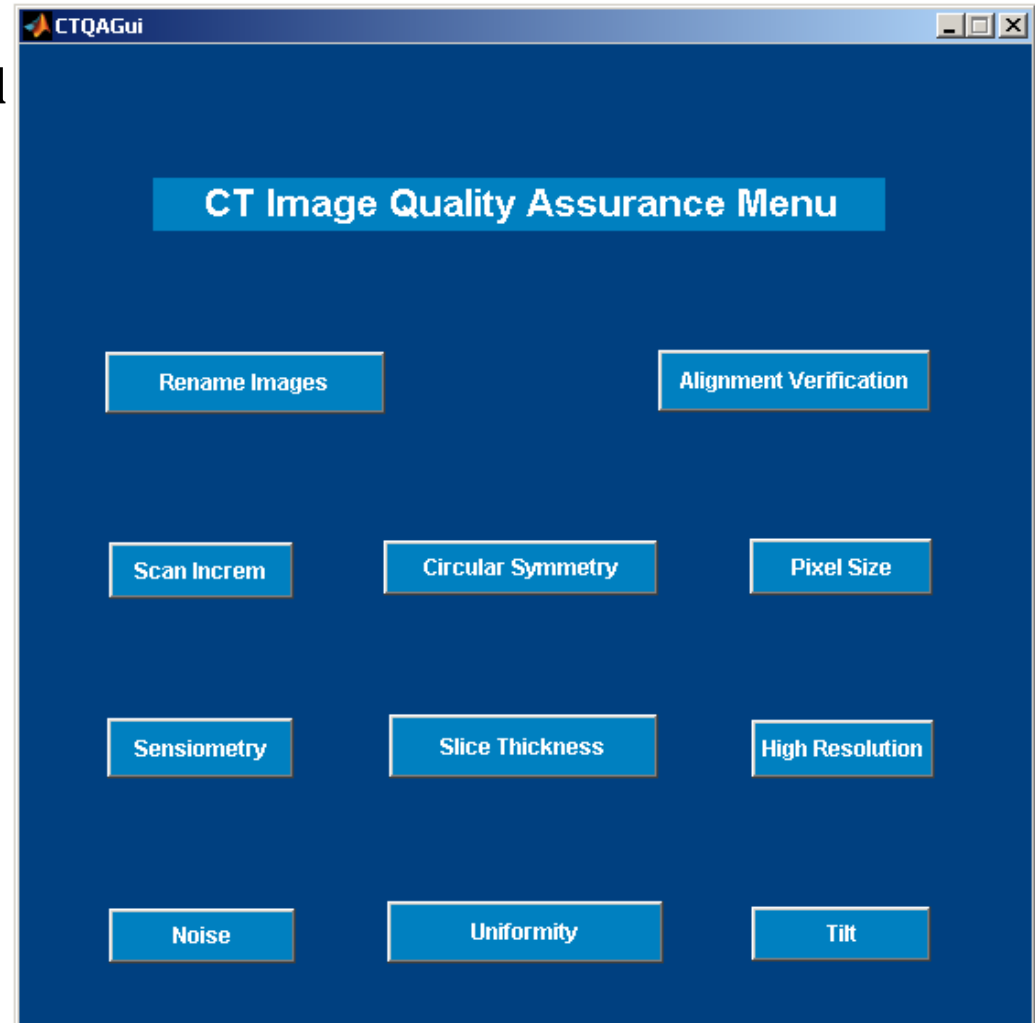 CTQAGui
CT Image Quality Assurance Menu
Rename Images
Alignment Verification
Scan Increm
Circular Symmetry
Pixel Size
Sensiometry
Slice Thickness
High Resolution
Noise
Uniformity
Tilt